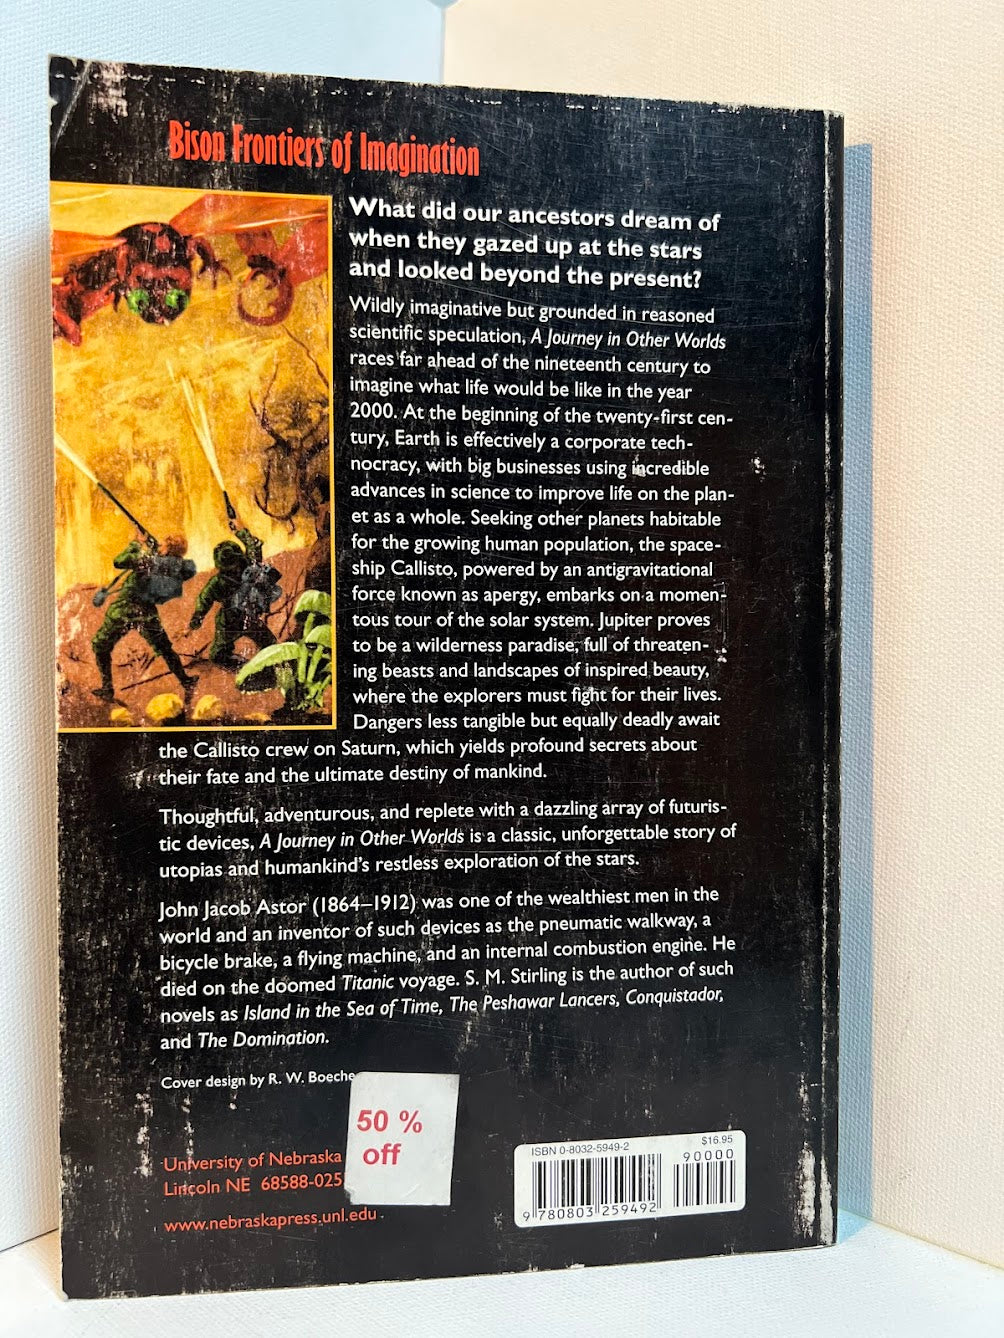 Bison Frontiers of Imagination
What did our ancestors dream of
when they gazed up at the stars
and looked beyond the present?
Wildly imaginative but grounded in reasoned
scientific speculation, A Journey in Other Worlds
races far ahead of the nineteenth century to
imagine what life would be like in the year
2000. At the beginning of the twenty-first cen-
tury, Earth is effectively a corporate tech-
nocracy, with big businesses using incredible
advances in science to improve life on the plan-
et as a whole. Seeking other planets habitable
for the growing human population, the space-
ship Callisto, powered by an antigravitational
force known as apergy, embarks on a momen-
tous tour of the solar system. Jupiter proves
to be a wilderness paradise, full of threaten-
ing beasts and landscapes of inspired beauty,
where the explorers must fight for their lives.
Dangers less tangible but equally deadly await
the Callisto crew on Saturn, which yields profound secrets about
their fate and the ultimate destiny of mankind.
Thoughtful, adventurous, and replete with a dazzling array of futuris-
tic devices, A Journey in Other Worlds is a classic, unforgettable story of
utopias and humankind's restless exploration of the stars.
John Jacob Astor (1864–1912) was one of the wealthiest men in the
world and an inventor of such devices as the pneumatic walkway, a
bicycle brake, a flying machine, and an internal combustion engine. He
died on the doomed Titanic voyage. S. M. Stirling is the author of such
novels as Island in the Sea of Time, The Peshawar Lancers, Conquistador,
and The Domination.
Cover design by R. W. Boeche
50 %
off
University of Nebraska
Lincoln NE 68588-025
www.nebraskapress.unl.edu
ISBN 0-8032-5949-2
$16.95
90000
9 780803 259492